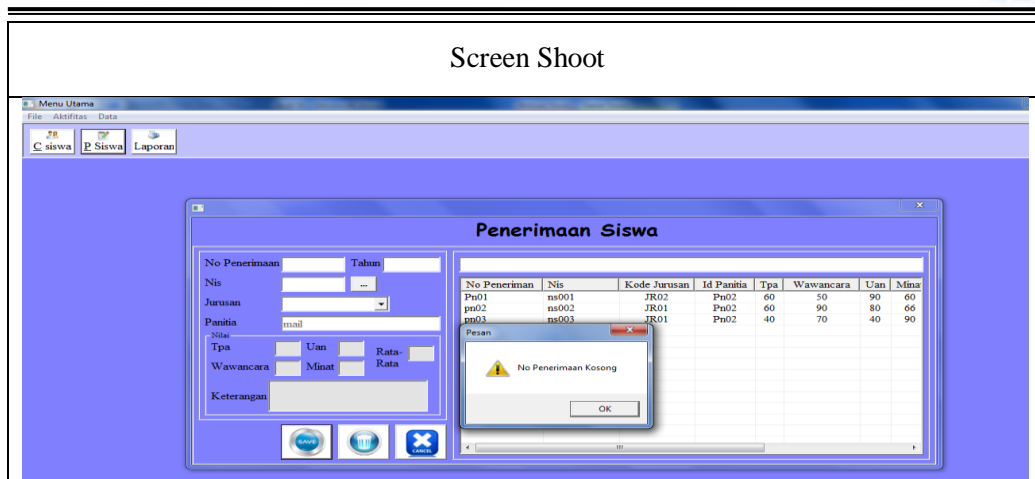 Screen Shoot
Menu Utama
File Aktifitas Data
C siswa P Siswa Laporan
Penerimaan Siswa
No Penerimaan Tahun
Nis ...
Jurusan
Panitia mail
Nilai
Tpa Uan Rata-Rata
Wawancara Minat
Keterangan
SAVE CANCEL
No Peneriman Nis Kode Jurusan Id Panitia Tpa Wawancara Uan Mina
Pn01 ns001 JR02 Pn02 60 50 90 60
pn02 ns002 JR01 Pn02 60 90 80 66
pn03 ns003 JR01 Pn02 40 70 40 90
Pesan
No Penerimaan Kosong
OK